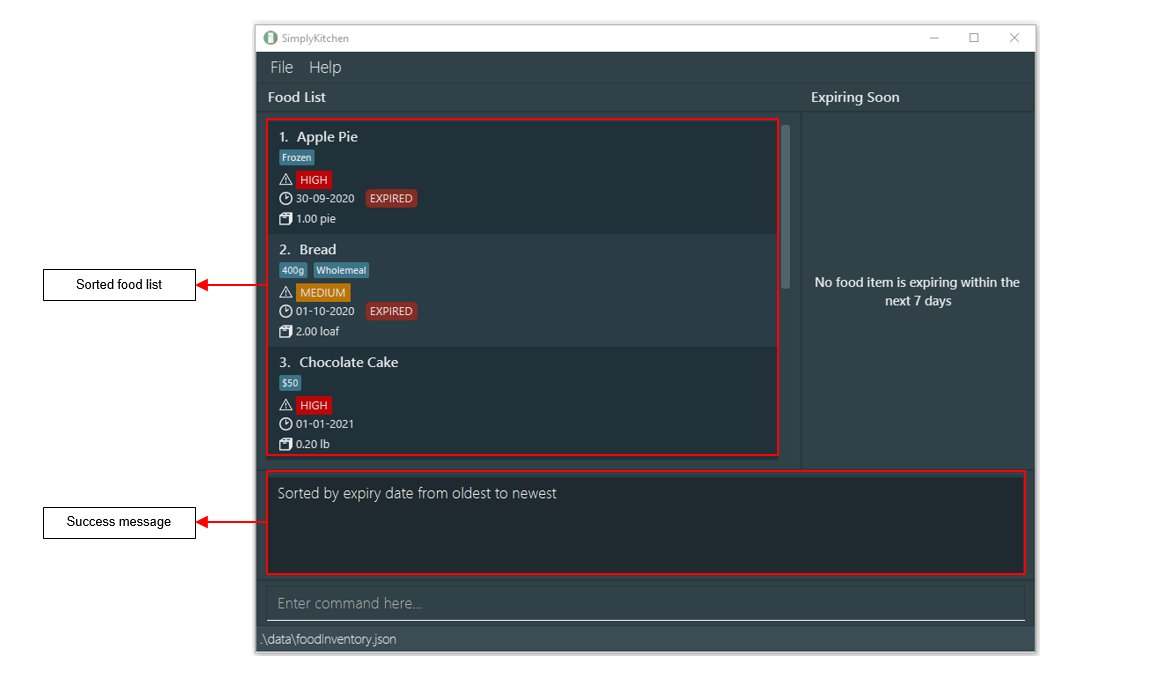 SimplyKitchen
File Help
Food List
Expiring Soon
1. Apple Pie
Frozen
HIGH
30-09-2020 EXPIRED
1.00 pie
2. Bread
400g Wholemeal
MEDIUM
01-10-2020 EXPIRED
2.00 loaf
3. Chocolate Cake
$50
HIGH
01-01-2021
0.20 lb
No food item is expiring within the
next 7 days
Sorted food list
Sorted by expiry date from oldest to newest
Success message
Enter command here...
.\data\foodInventory.json